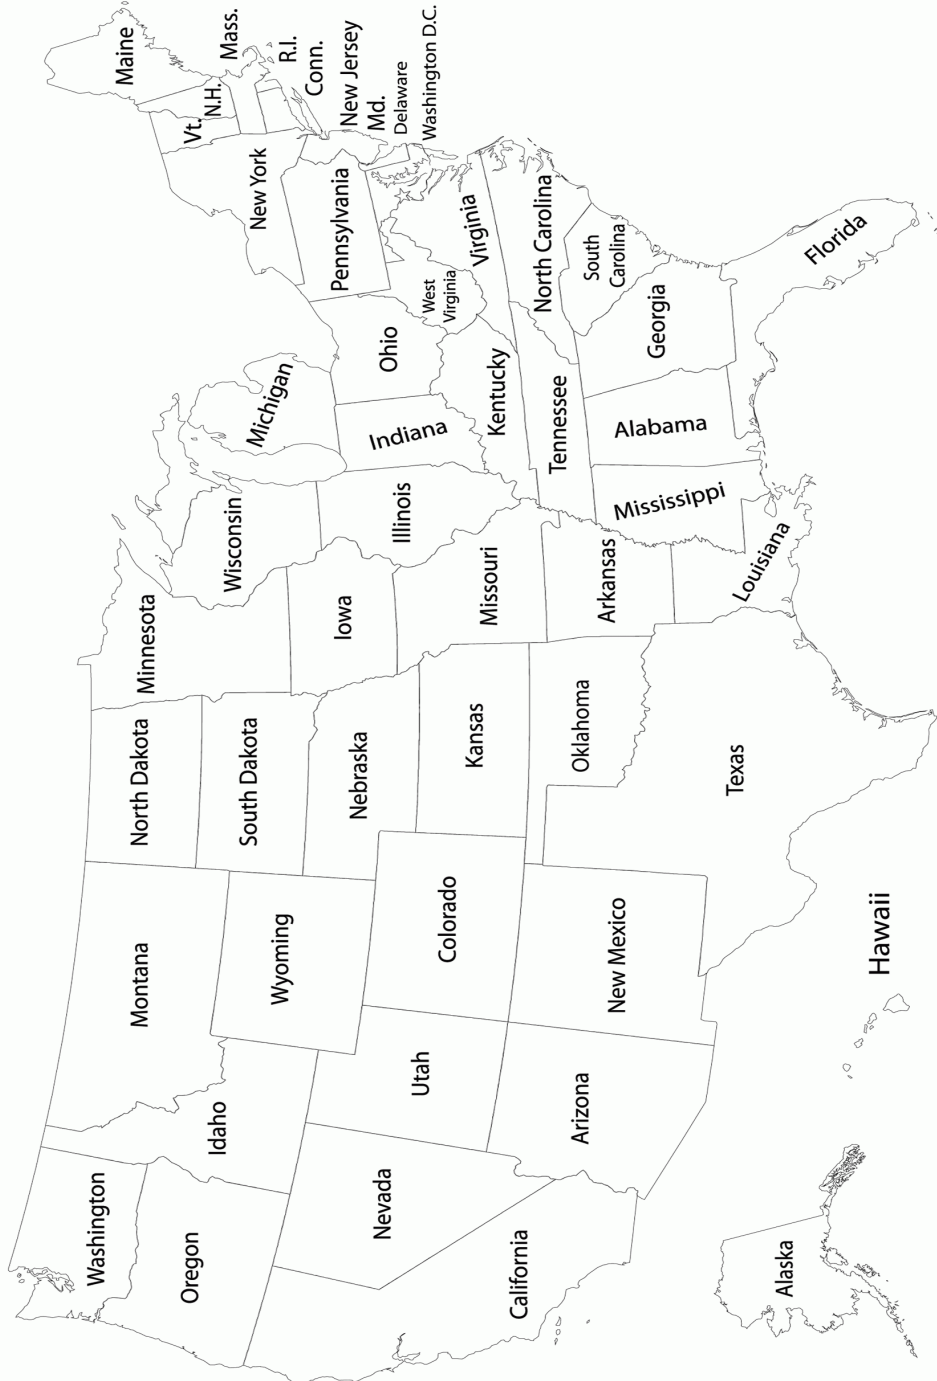 Washington
Oregon
California
Nevada
Idaho
Montana
Wyoming
Utah
Arizona
Colorado
New Mexico
North Dakota
South Dakota
Nebraska
Kansas
Oklahoma
Texas
Minnesota
Iowa
Missouri
Arkansas
Louisiana
Wisconsin
Illinois
Michigan
Indiana
Ohio
Kentucky
Tennessee
Mississippi
Alabama
Georgia
Florida
South
Carolina
North Carolina
Virginia
West
Virginia
Pennsylvania
New York
Vt.
N.H.
Maine
Mass.
R.I.
Conn.
New Jersey
Md.
Delaware
Washington D.C.
Alaska
Hawaii